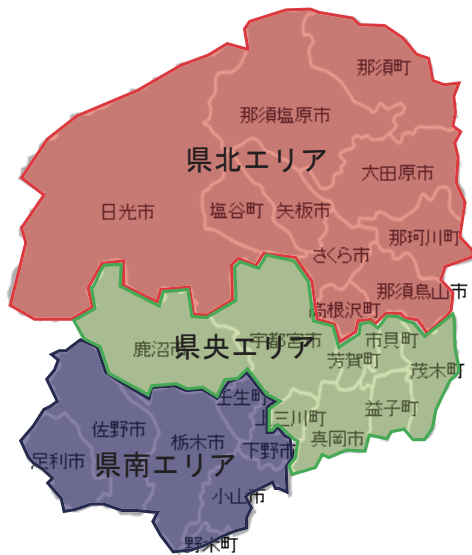 那須町
那須塩原市
県北エリア
大田原市
日光市
塩谷町
矢板市
那珂川町
さくら市
那須烏山市
高根沢町
鹿沼市
県央エリア
宇都宮市
市貝町
芳賀町
茂木町
壬生町
上三川町
益子町
佐野市
栃木市
真岡市
下野市
足利市
県南エリア
小山市
野木町